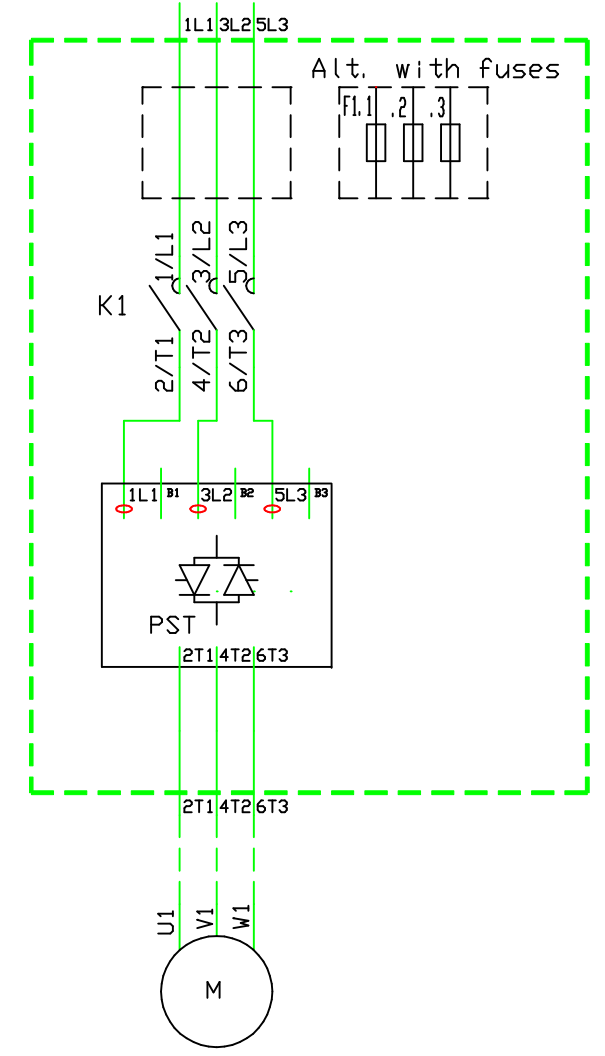 1L1 3L2 5L3
Alt. with fuses
F1.1 .2 .3
1/L1 3/L2 5/L3
K1
2/T1 4/T2 6/T3
1L1 B1 3L2 B2 5L3 B3
PST
2T1 4T2 6T3
2T1 4T2 6T3
U1 V1 W1
M